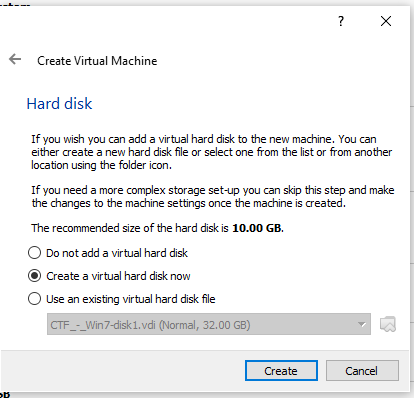 ?
Create Virtual Machine
Hard disk
If you wish you can add a virtual hard disk to the new machine. You can
either create a new hard disk file or select one from the list or from another
location using the folder icon.
If you need a more complex storage set-up you can skip this step and make
the changes to the machine settings once the machine is created.
The recommended size of the hard disk is 10.00 GB.
Do not add a virtual hard disk
Create a virtual hard disk now
Use an existing virtual hard disk file
CTF_-_Win7-disk1.vdi (Normal, 32.00 GB)
Create Cancel